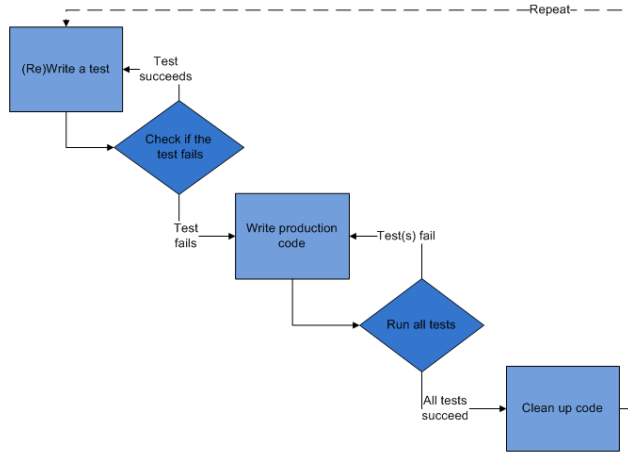 Repeat
(Re)Write a test
Test
succeeds
Check if the
test fails
Test
fails
Write production
code
Test(s) fail
Run all tests
All tests
succeed
Clean up code